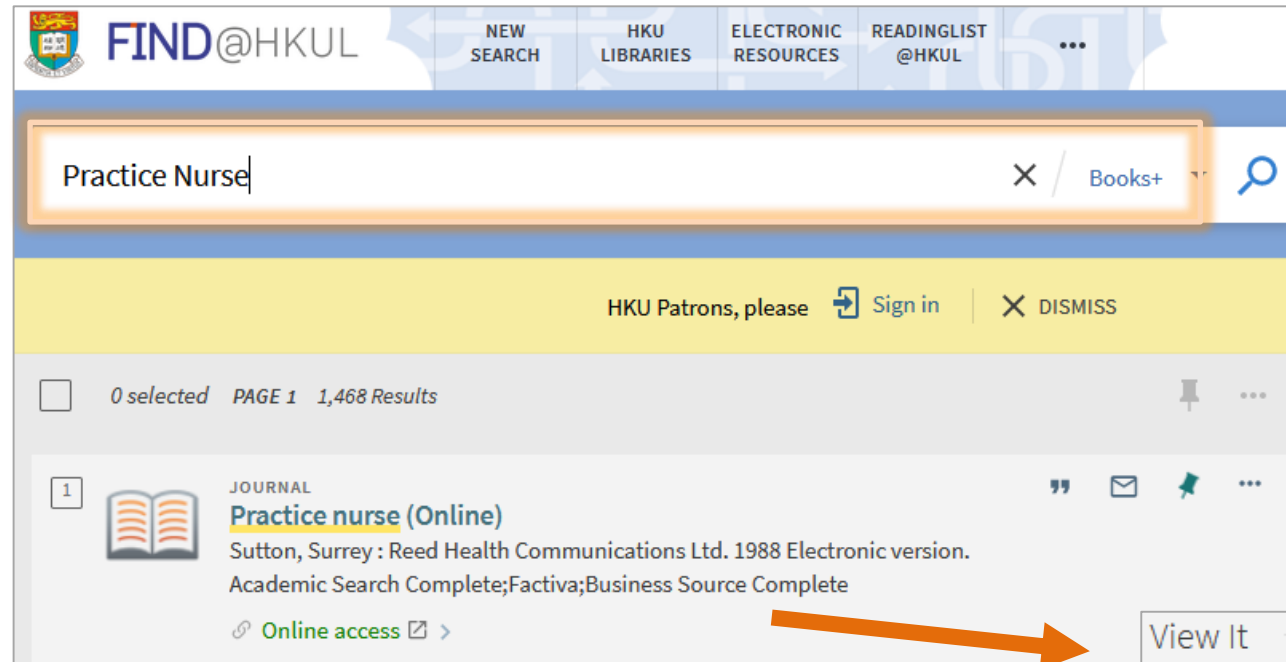 FIND@HKUL
NEW SEARCH
HKU LIBRARIES
ELECTRONIC RESOURCES
READINGLIST @HKUL
•••
Practice Nurse
Books+
HKU Patrons, please Sign in DISMISS
0 selected PAGE 1 1,468 Results
1
JOURNAL
Practice nurse (Online)
Sutton, Surrey : Reed Health Communications Ltd. 1988 Electronic version.
Academic Search Complete;Factiva;Business Source Complete
Online access
View It